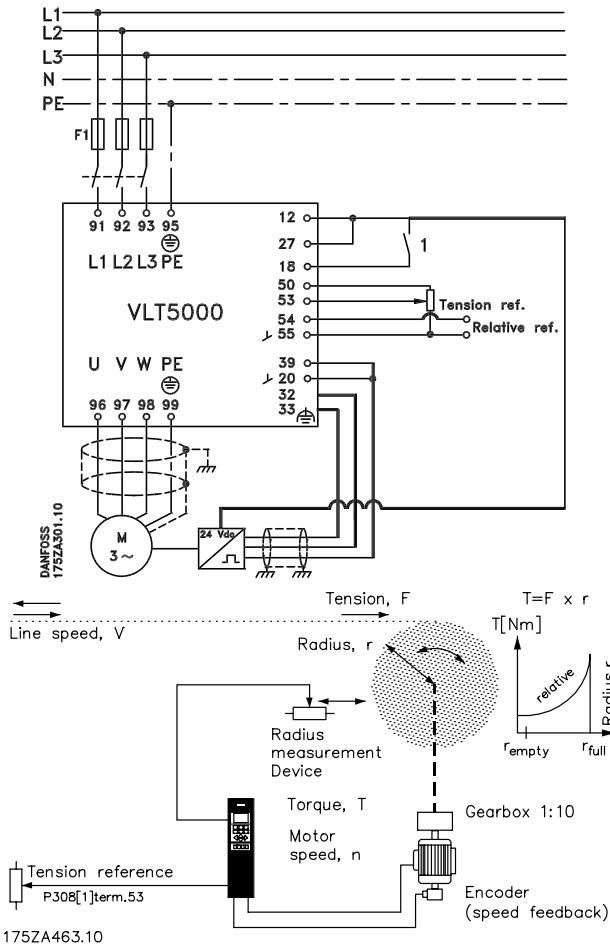 L1
L2
L3
N
PE
F1
91 92 93 95
L1 L2 L3 PE
VLT5000
U V W PE
96 97 98 99
12
27
18
50
53
54
55
39
20
32
33
1
Tension ref.
Relative ref.
M
3~
24 Vdc
DANFOSS
175ZA301.10
Line speed, V
Tension, F
Radius, r
T=F x r
T[Nm]
relative
Radius r
rempty
rfull
Radius
measurement
Device
Torque, T
Motor
speed, n
Gearbox 1:10
Encoder
(speed feedback)
Tension reference
P308[1]term.53
175ZA463.10